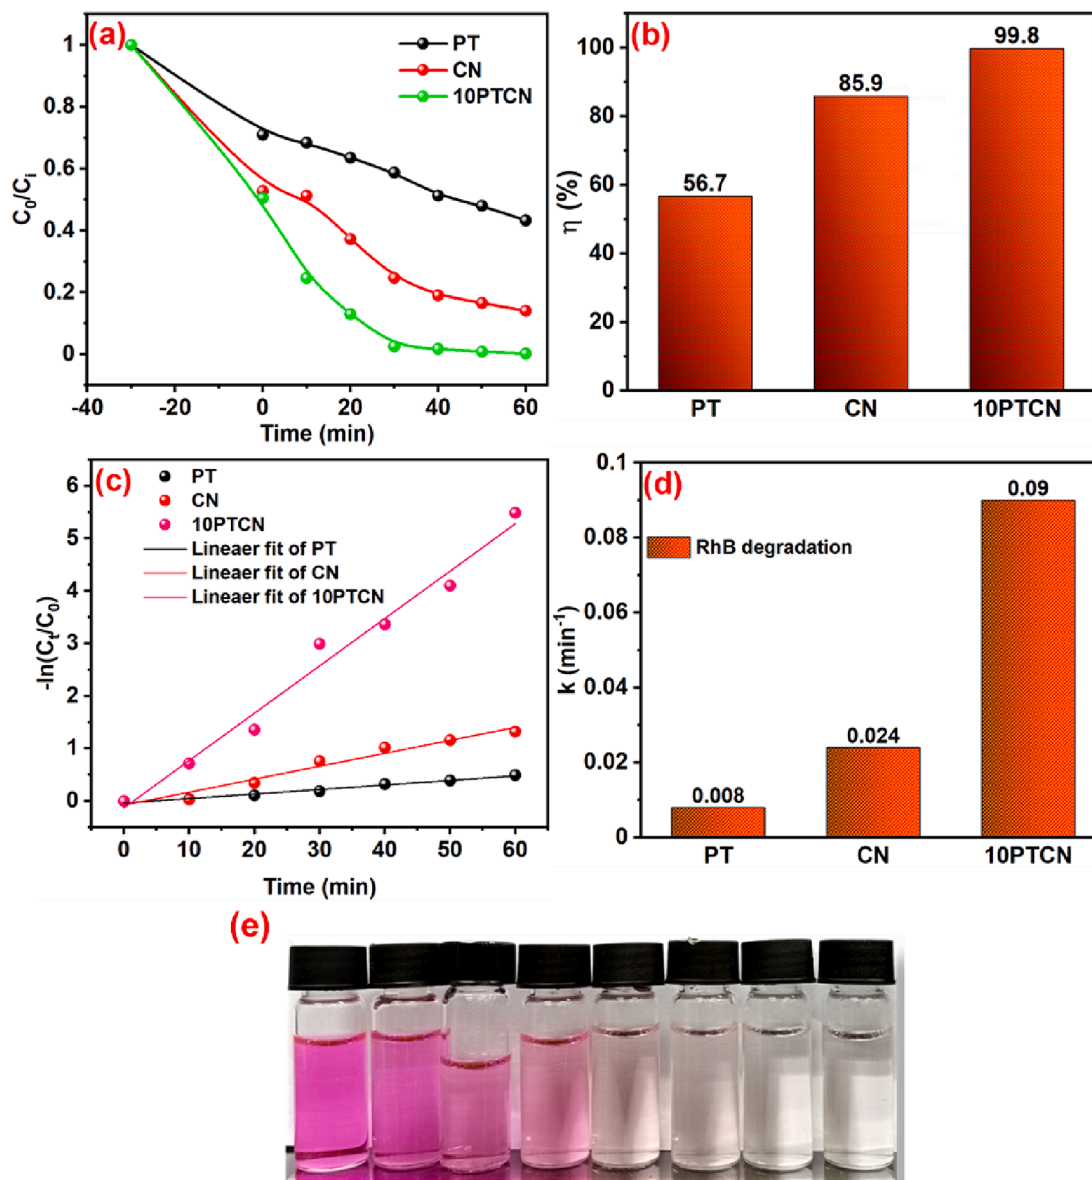 (a)
PT
CN
10PTCN
1
0.8
0.6
0.4
0.2
0
C₀/Cᵢ
-40
-20
0
20
40
60
Time (min)
(b)
100
80
60
40
20
0
η (%)
56.7
85.9
99.8
PT
CN
10PTCN
(c)
PT
CN
10PTCN
Lineaer fit of PT
Lineaer fit of CN
Lineaer fit of 10PTCN
6
5
4
3
2
1
0
-ln(Cₜ/C₀)
0
10
20
30
40
50
60
Time (min)
(d)
RhB degradation
0.1
0.08
0.06
0.04
0.02
0
k (min⁻¹)
0.008
0.024
0.09
PT
CN
10PTCN
(e)